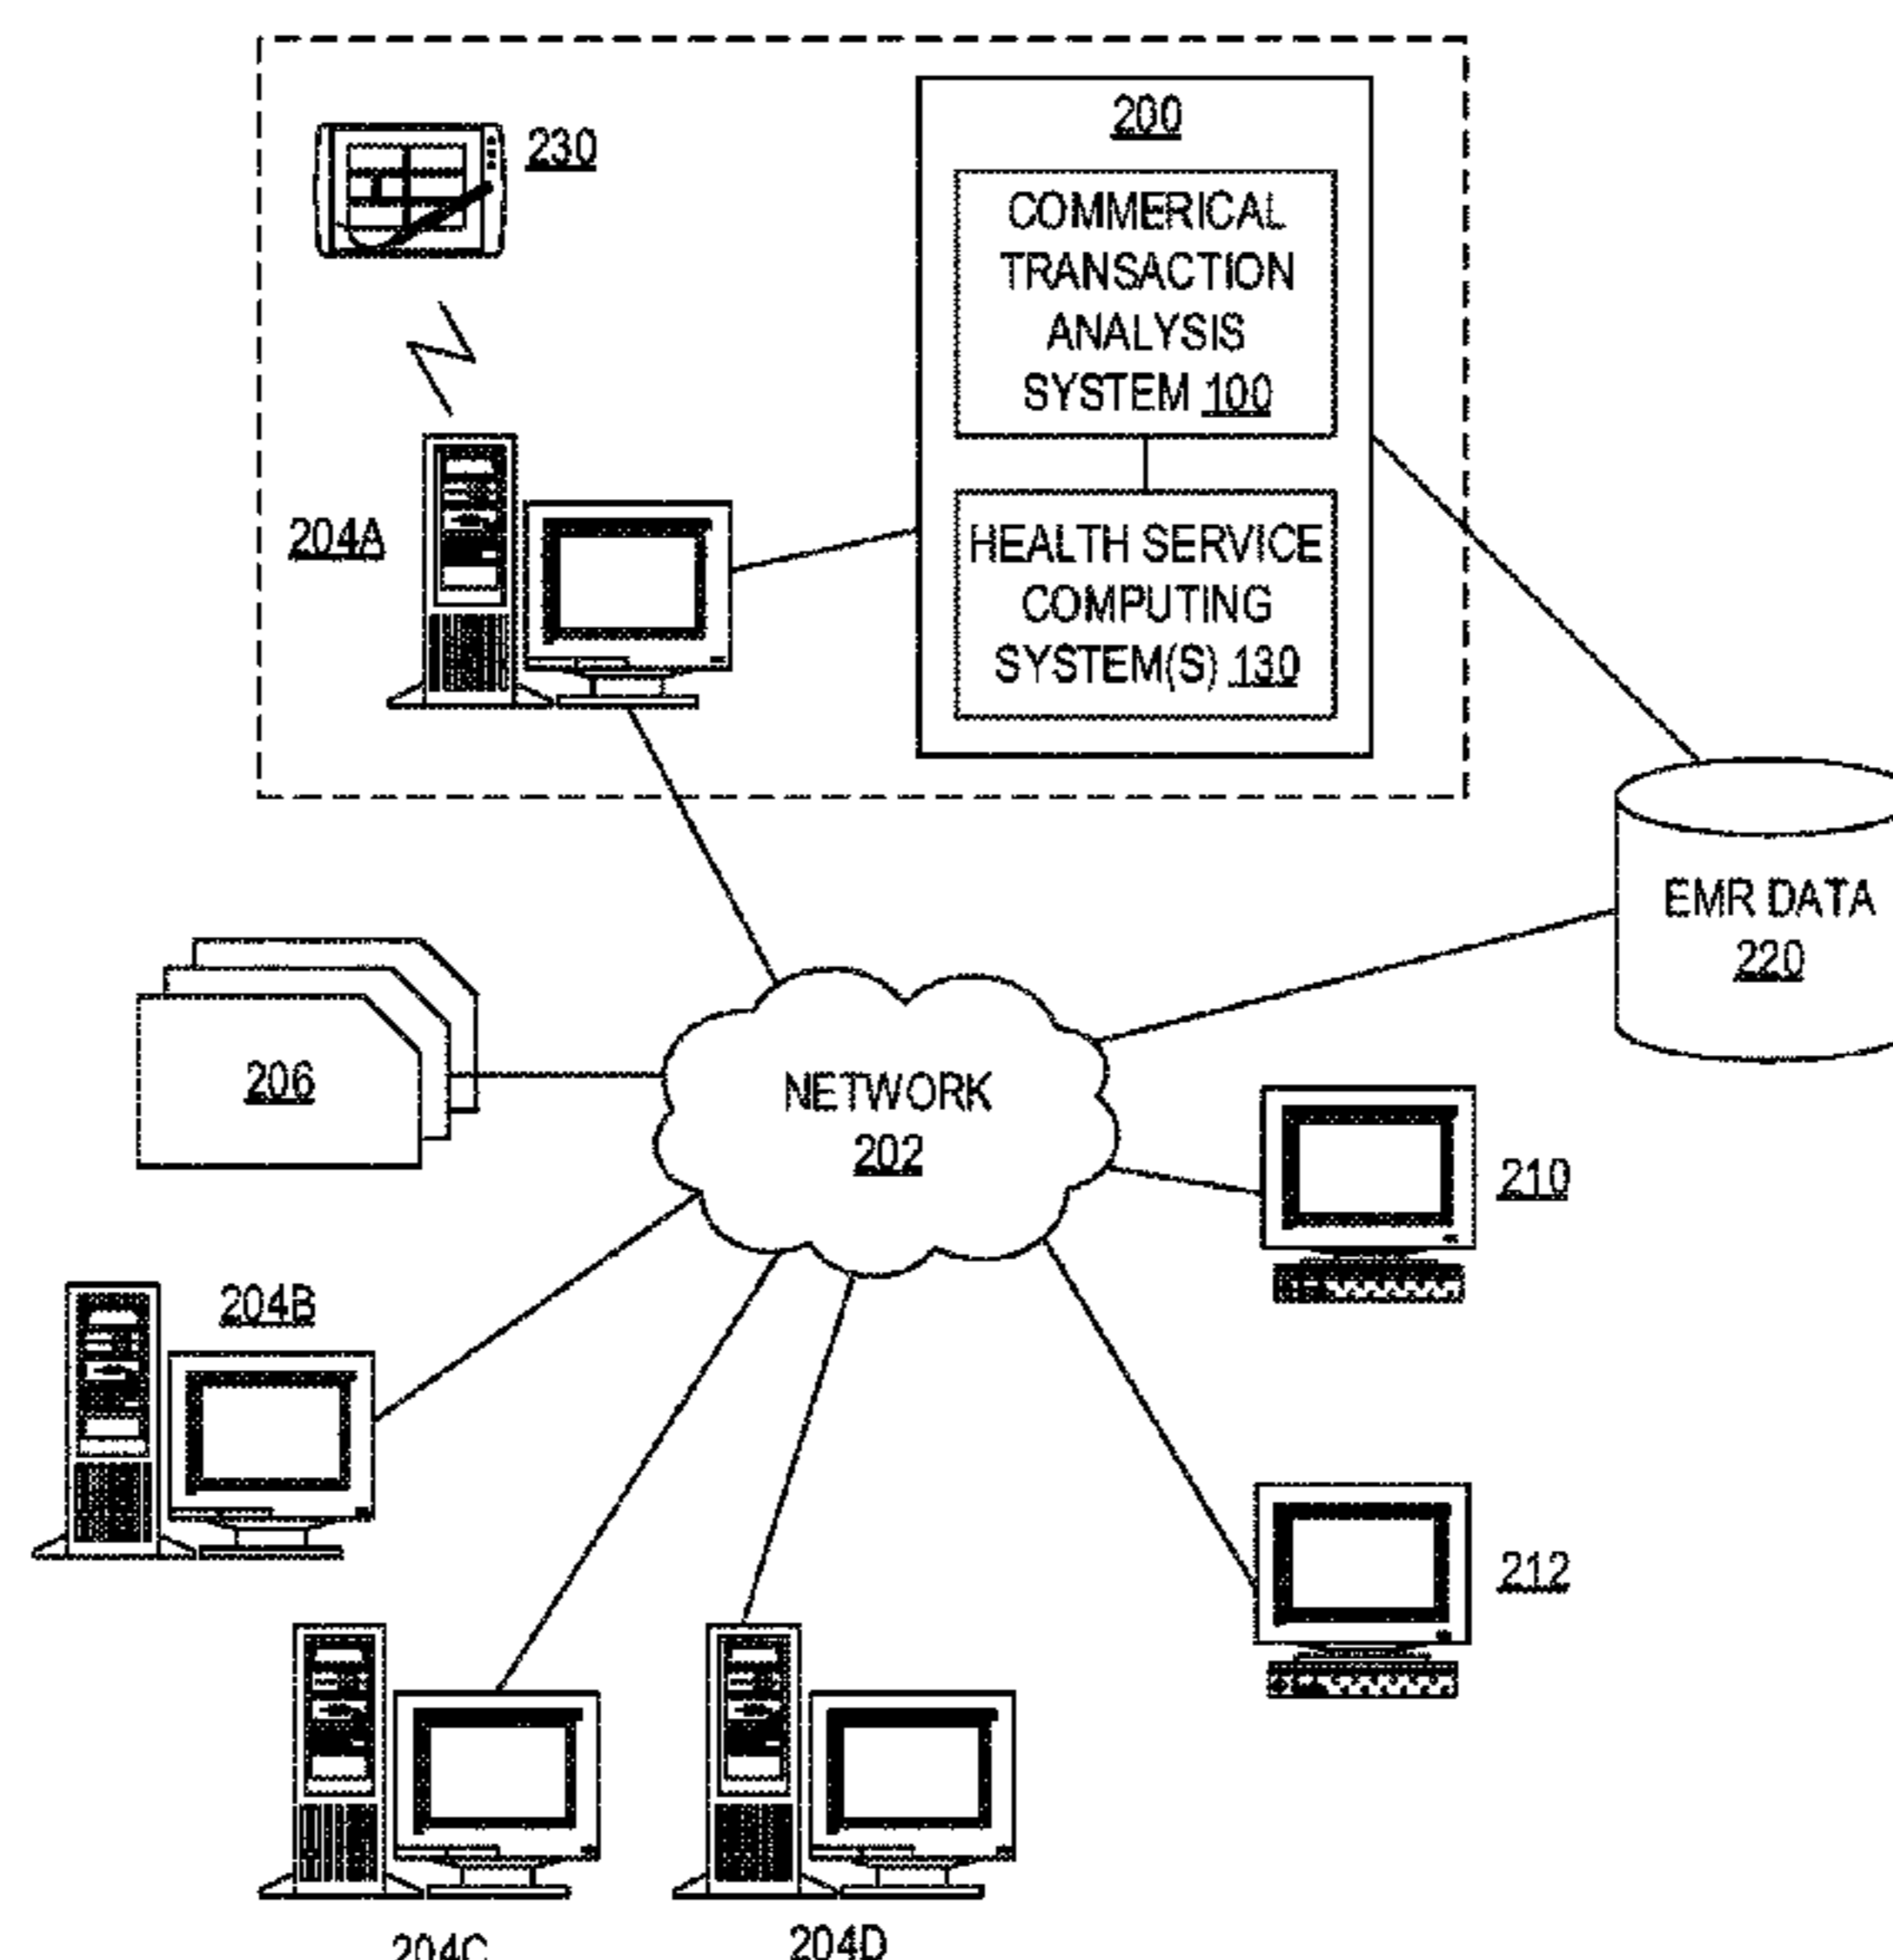 200
230
COMMERICAL
TRANSACTION
ANALYSIS
SYSTEM 100
204A
HEALTH SERVICE
COMPUTING
SYSTEM(S) 130
EMR DATA
220
206
NETWORK
202
210
204B
212
204C
204D